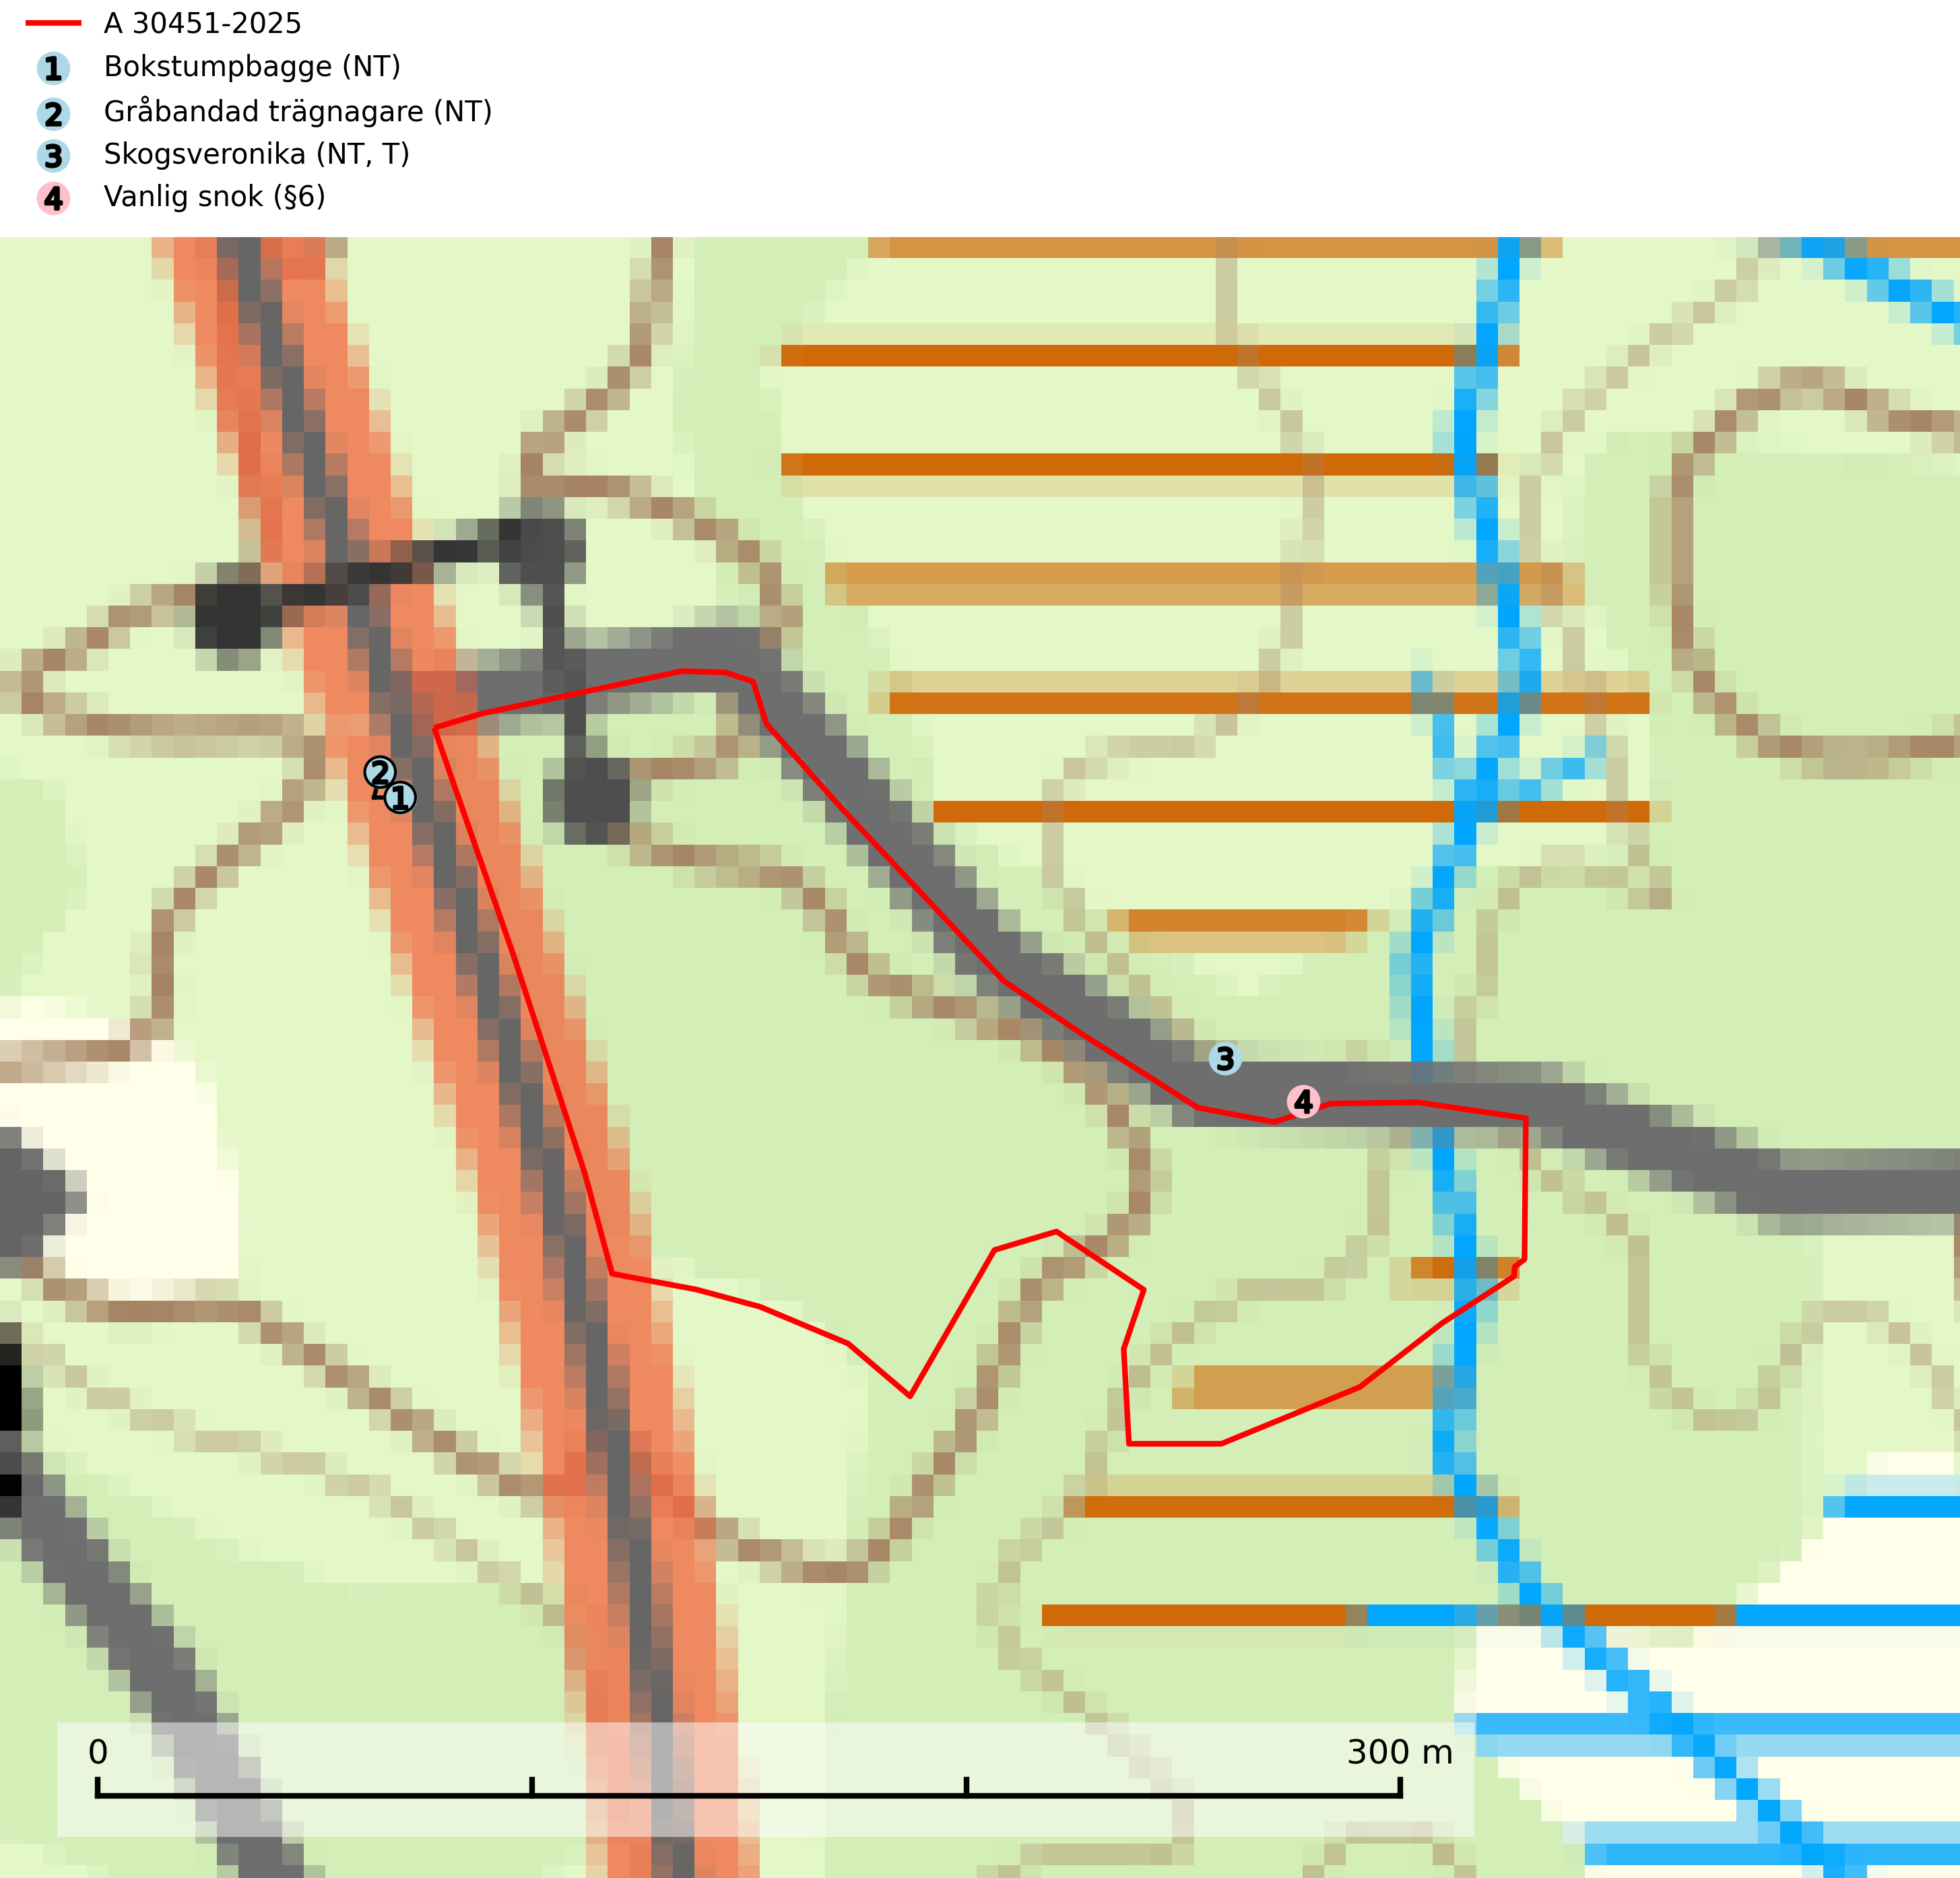 A 30451-2025
1 Bokstumpbagge (NT)
2 Gråbandad trägnagare (NT)
3 Skogsveronika (NT, T)
4 Vanlig snok (§6)
2
1
3
4
0 300 m